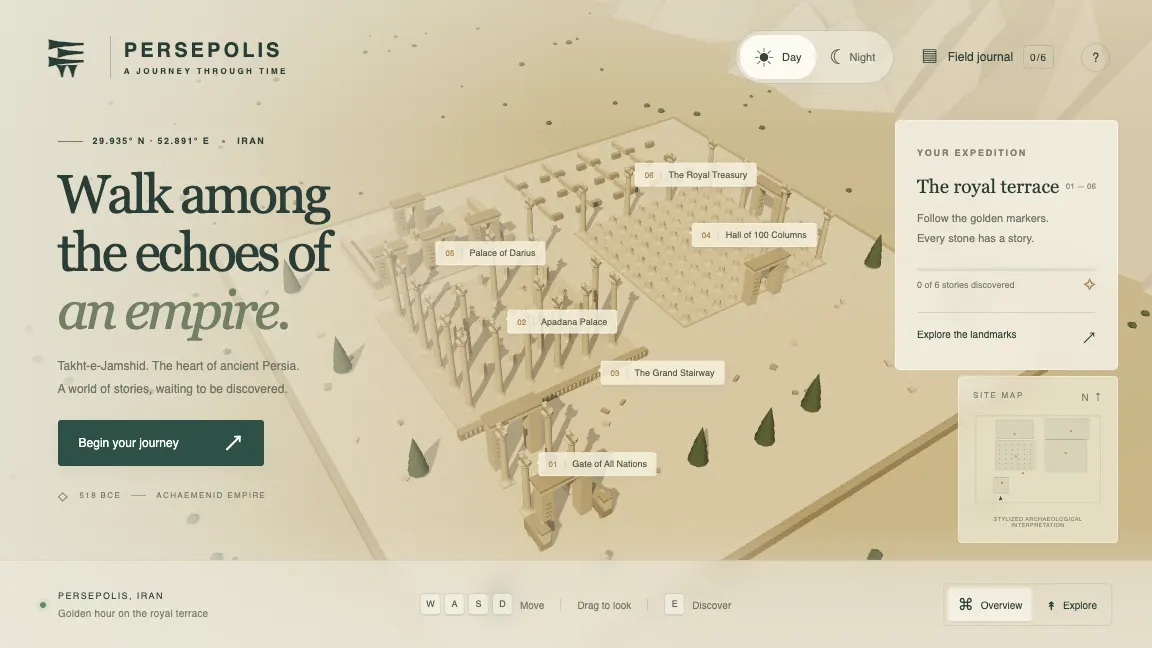 PERSEPOLIS
A JOURNEY THROUGH TIME
Day
Night
Field journal
0/6
?
29.935° N · 52.891° E • IRAN
Walk among
the echoes of
an empire.
Takht-e-Jamshid. The heart of ancient Persia.
A world of stories, waiting to be discovered.
Begin your journey
518 BCE — ACHAEMENID EMPIRE
06 The Royal Treasury
04 Hall of 100 Columns
05 Palace of Darius
02 Apadana Palace
03 The Grand Stairway
01 Gate of All Nations
YOUR EXPEDITION
The royal terrace 01 — 06
Follow the golden markers.
Every stone has a story.
0 of 6 stories discovered
Explore the landmarks
SITE MAP
N ↑
STYLIZED ARCHAEOLOGICAL
INTERPRETATION
PERSEPOLIS, IRAN
Golden hour on the royal terrace
W A S D Move
Drag to look
E Discover
⌘ Overview
Explore